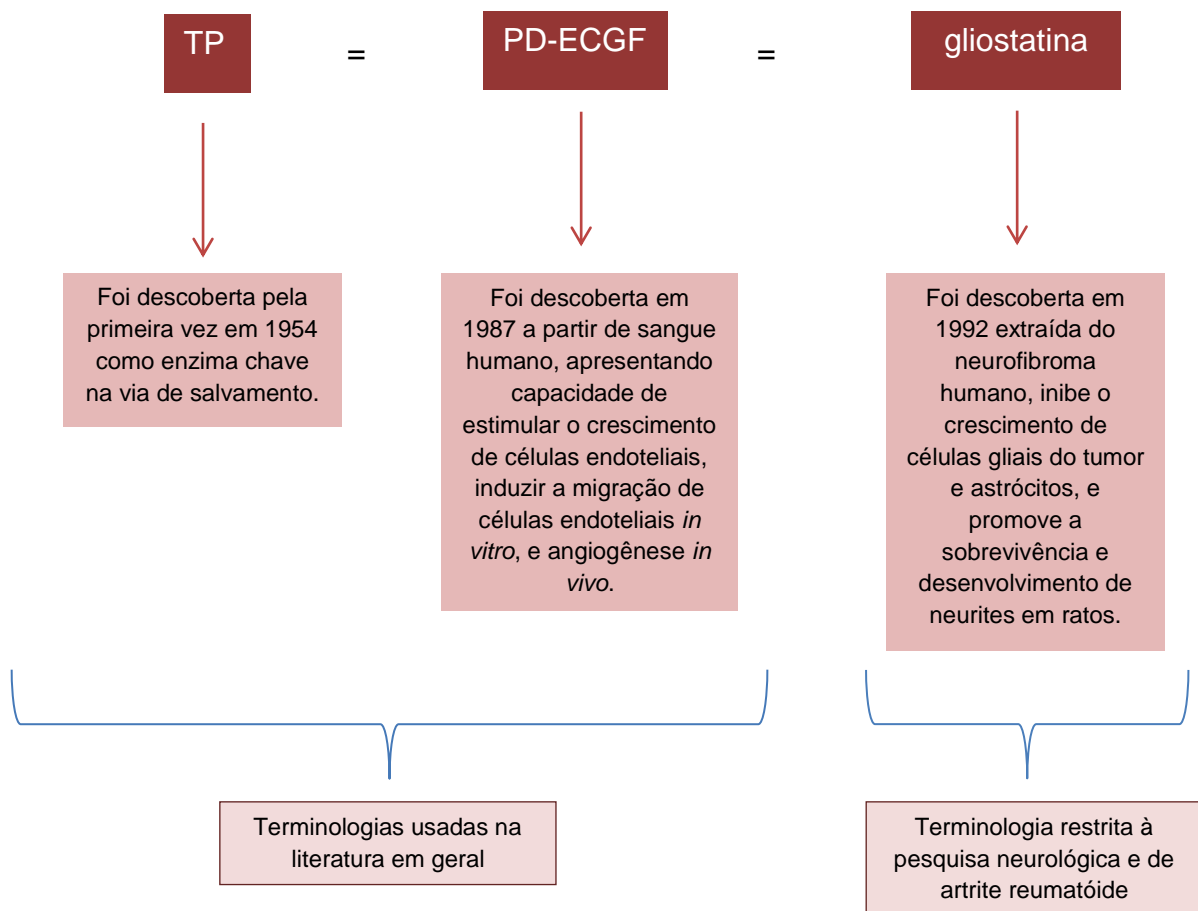 TP = PD-ECGF = gliostatina
Foi descoberta pela
primeira vez em 1954
como enzima chave
na via de salvamento.
Foi descoberta em
1987 a partir de sangue
humano, apresentando
capacidade de
estimular o crescimento
de células endoteliais,
induzir a migração de
células endoteliais in
vitro, e angiogênese in
vivo.
Foi descoberta em
1992 extraída do
neurofibroma
humano, inibe o
crescimento de
células gliais do tumor
e astrócitos, e
promove a
sobrevivência e
desenvolvimento de
neurites em ratos.
Terminologias usadas na
literatura em geral
Terminologia restrita à
pesquisa neurológica e de
artrite reumatóide